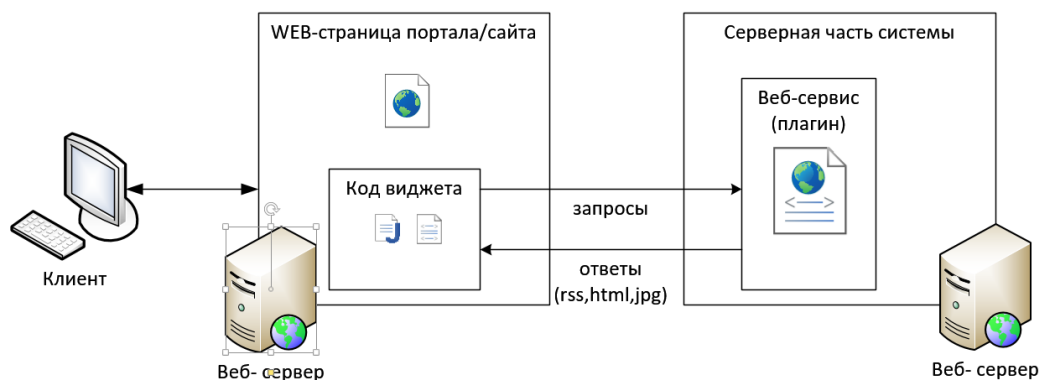 WEB-страница портала/сайта
Серверная часть системы
Веб-сервис
(плагин)
Код виджета
запросы
ответы
(rss,html,jpg)
Клиент
Веб- сервер
Веб- сервер